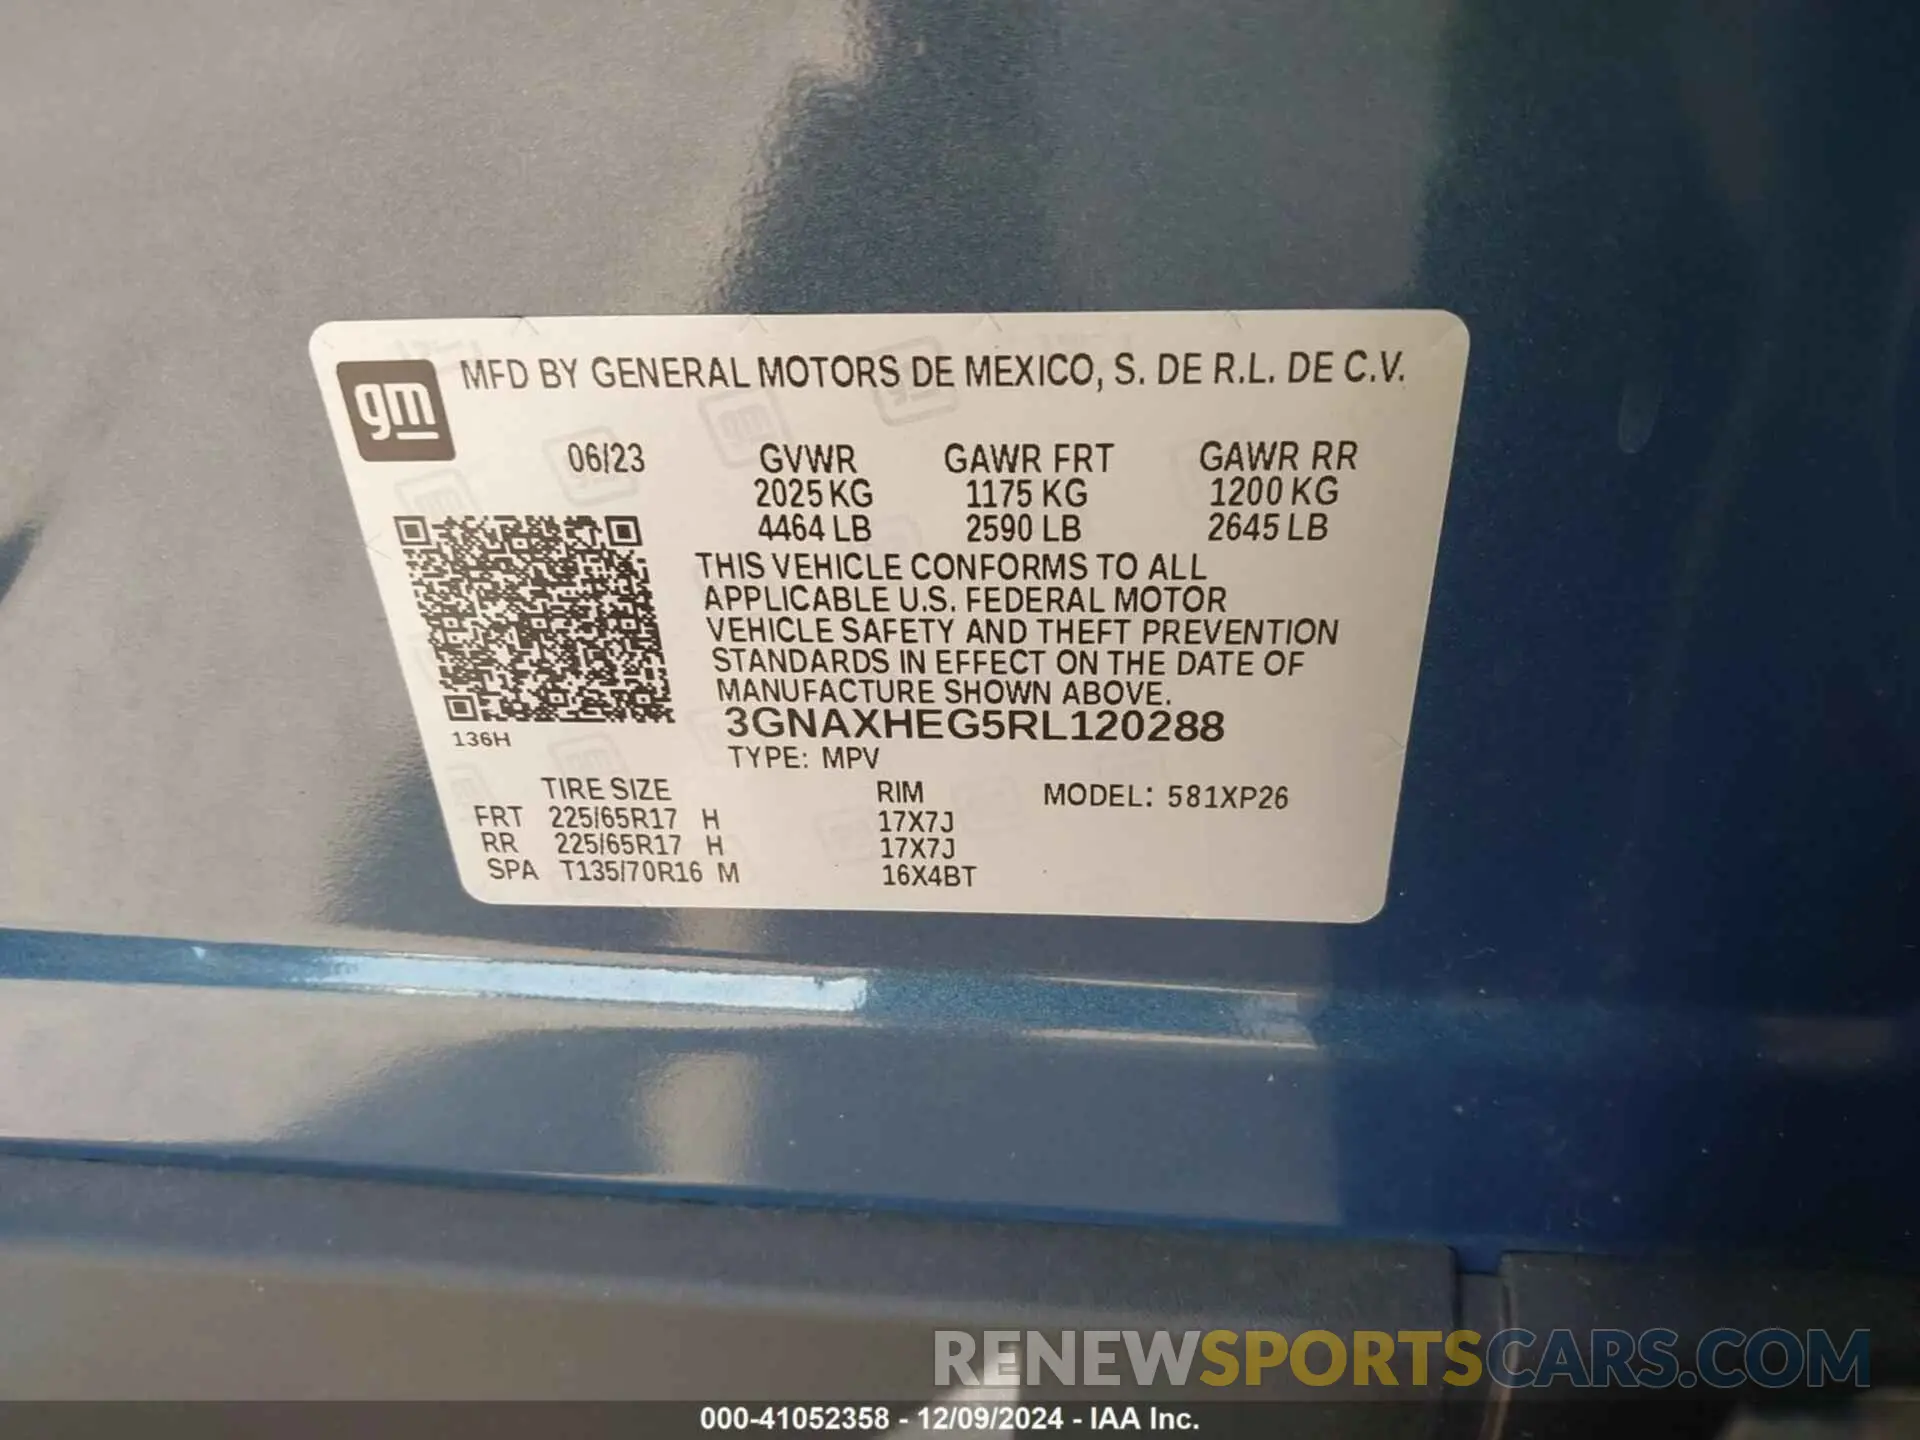 gm
MFD BY GENERAL MOTORS DE MEXICO, S. DE R.L. DE C.V.
06/23 GVWR GAWR FRT GAWR RR
2025 KG 1175 KG 1200 KG
4464 LB 2590 LB 2645 LB
THIS VEHICLE CONFORMS TO ALL
APPLICABLE U.S. FEDERAL MOTOR
VEHICLE SAFETY AND THEFT PREVENTION
STANDARDS IN EFFECT ON THE DATE OF
MANUFACTURE SHOWN ABOVE.
3GNAXHEG5RL120288
136H
TYPE: MPV
TIRE SIZE RIM MODEL: 581XP26
FRT 225/65R17 H 17X7J
RR 225/65R17 H 17X7J
SPA T135/70R16 M 16X4BT
RENEWSPORTSCARS.COM
000-41052358 - 12/09/2024 - IAA Inc.